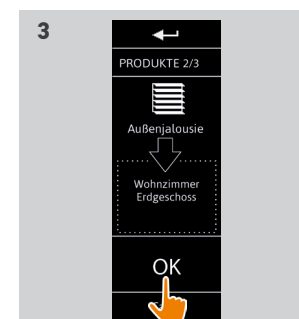 3
PRODUKTE 2/3
Außenjalousie
Wohnzimmer
Erdgeschoss
OK